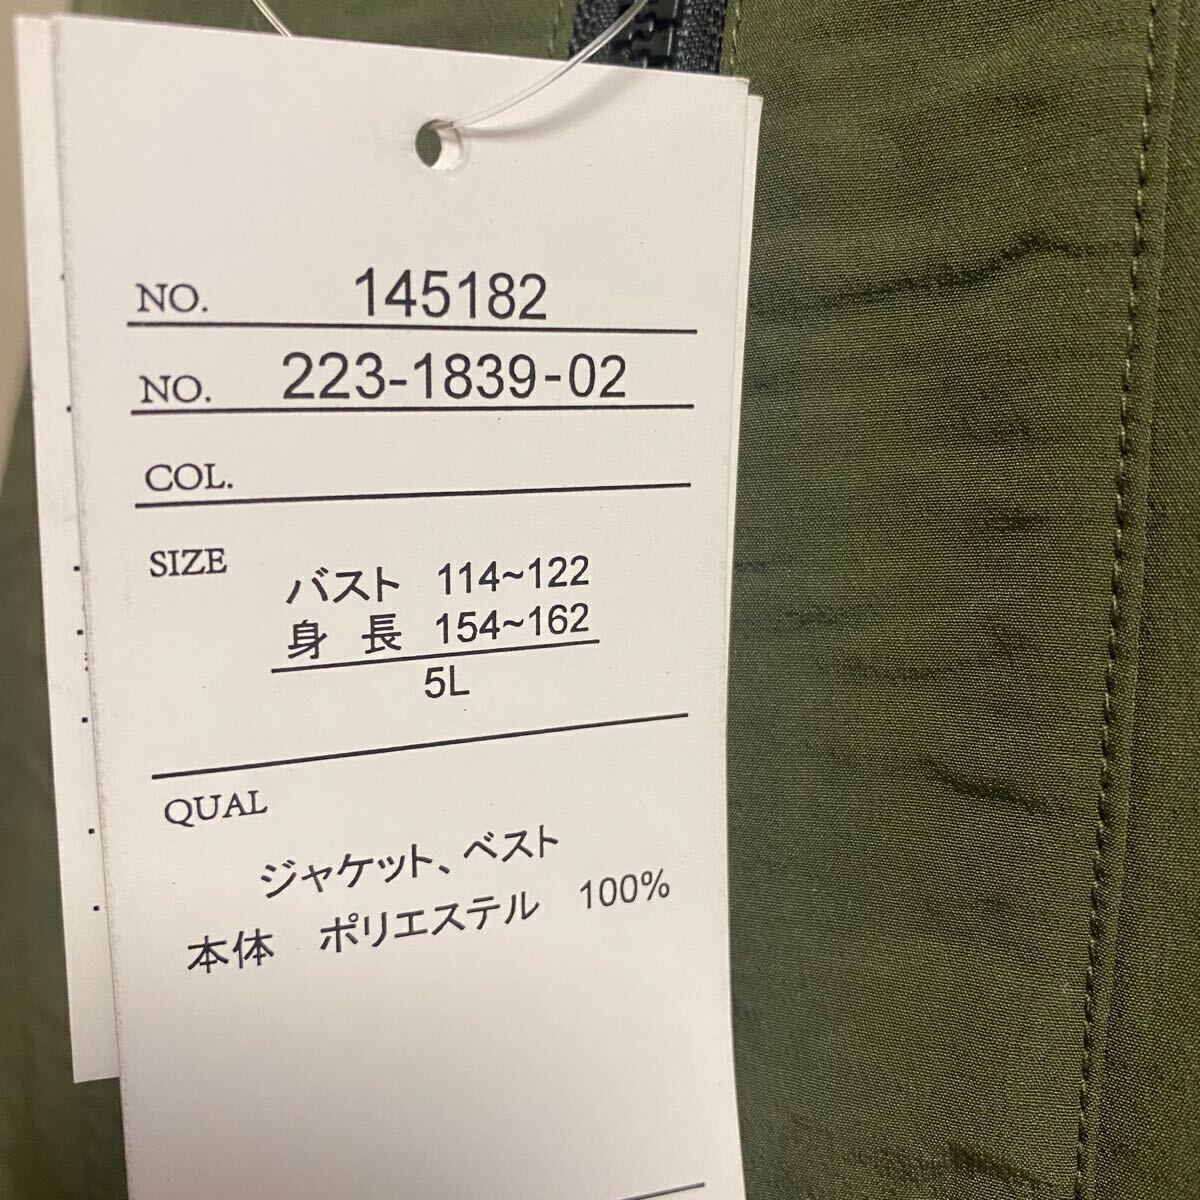 NO. 145182
NO. 223-1839-02
COL.
SIZE
バスト 114~122
身 長 154~162
5L
QUAL
ジャケット、ベスト
本体 ポリエステル 100%